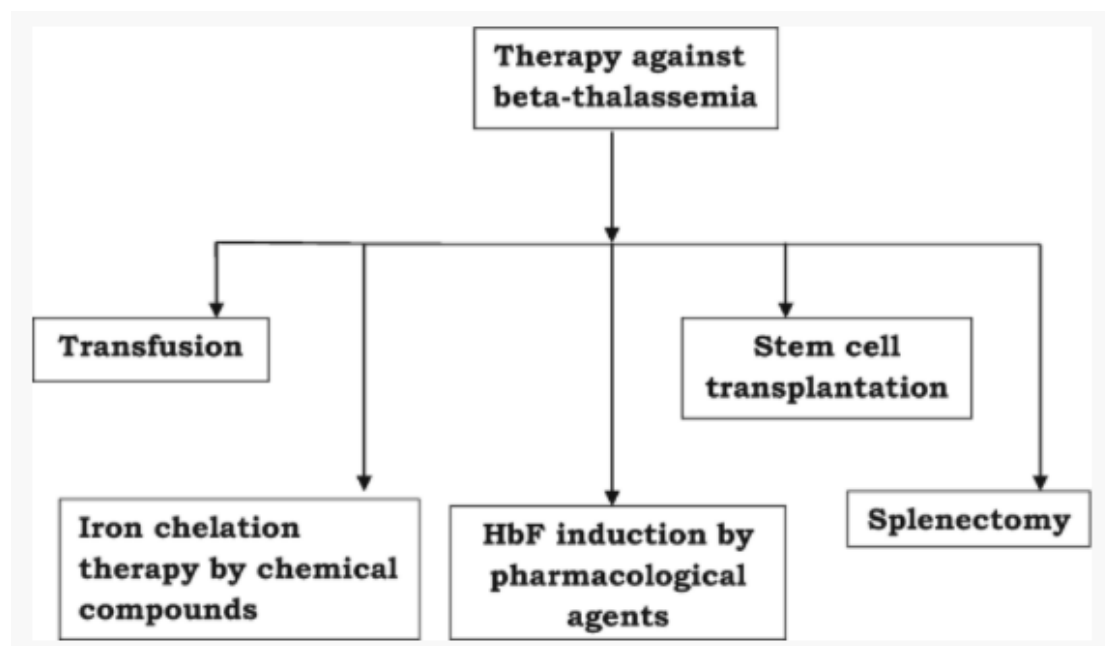 Therapy against
beta-thalassemia
Transfusion
Stem cell
transplantation
Iron chelation
therapy by chemical
compounds
HbF induction by
pharmacological
agents
Splenectomy